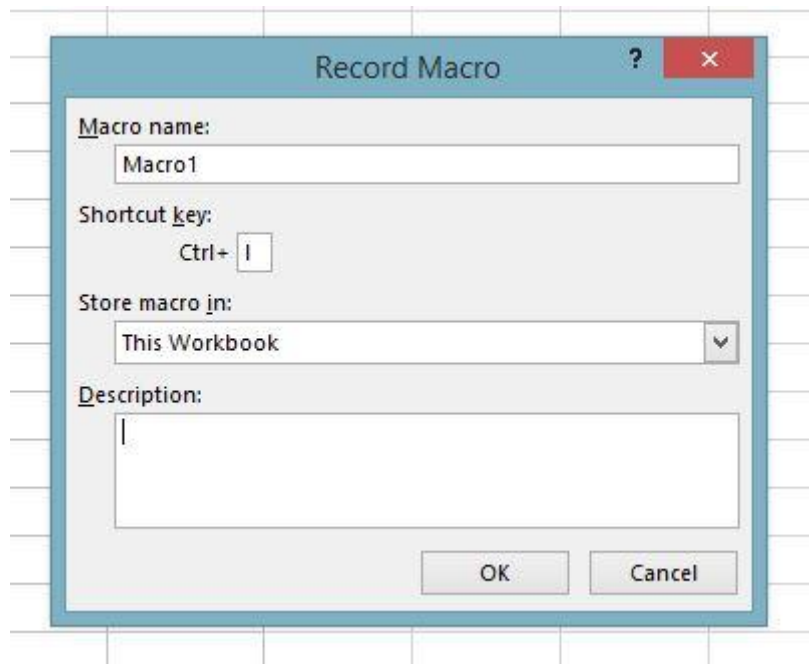 Record Macro
?
Macro name:
Macro1
Shortcut key:
Ctrl+ l
Store macro in:
This Workbook
Description:
OK
Cancel